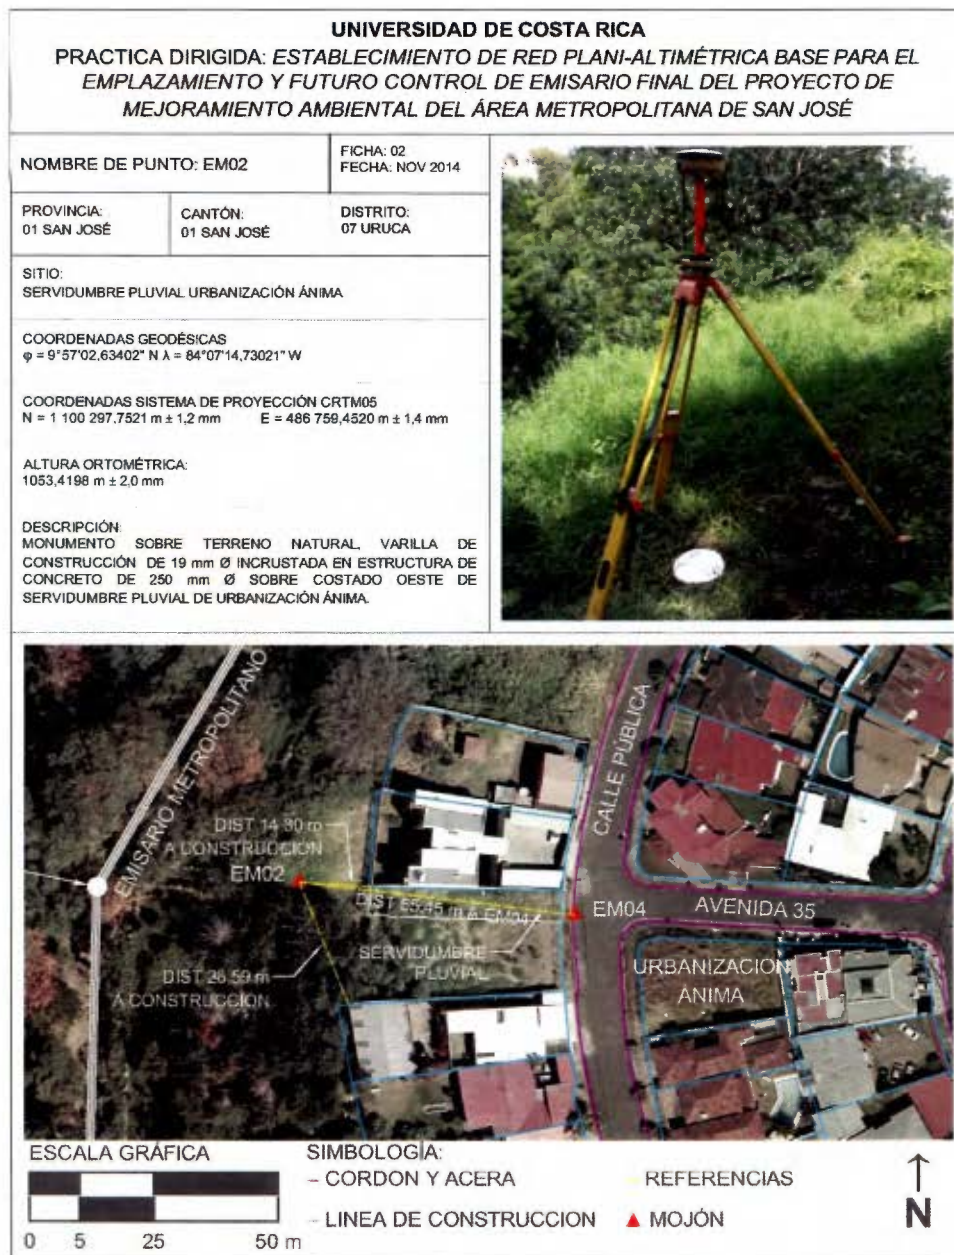 UNIVERSIDAD DE COSTA RICA
PRACTICA DIRIGIDA: ESTABLECIMIENTO DE RED PLANI-ALTIMÉTRICA BASE PARA EL
EMPLAZAMIENTO Y FUTURO CONTROL DE EMISARIO FINAL DEL PROYECTO DE
MEJORAMIENTO AMBIENTAL DEL ÁREA METROPOLITANA DE SAN JOSÉ
NOMBRE DE PUNTO: EM02
FICHA: 02
FECHA: NOV 2014
PROVINCIA:
01 SAN JOSÉ
CANTÓN:
01 SAN JOSÉ
DISTRITO:
07 URUCA
SITIO:
SERVIDUMBRE PLUVIAL URBANIZACIÓN ÁNIMA
COORDENADAS GEODÉSICAS
φ = 9°57'02,63402" N λ = 84°07'14,73021" W
COORDENADAS SISTEMA DE PROYECCIÓN CRTM05
N = 1 100 297,7521 m ± 1,2 mm E = 486 759,4520 m ± 1,4 mm
ALTURA ORTOMÉTRICA:
1053,4198 m ± 2,0 mm
DESCRIPCIÓN:
MONUMENTO SOBRE TERRENO NATURAL, VARILLA DE
CONSTRUCCIÓN DE 19 mm Ø INCRUSTADA EN ESTRUCTURA DE
CONCRETO DE 250 mm Ø SOBRE COSTADO OESTE DE
SERVIDUMBRE PLUVIAL DE URBANIZACIÓN ÁNIMA.
EMISARIO METROPOLITANO
CALLE PÚBLICA
DIST 14.80 m
A CONSTRUCCION
EM02
DIST 55.45 m A EM04
EM04
AVENIDA 35
SERVIDUMBRE
PLUVIAL
URBANIZACION
ANIMA
DIST 26.59 m
A CONSTRUCCION
ESCALA GRÁFICA
0 5 25 50 m
SIMBOLOGÍA:
CORDON Y ACERA
REFERENCIAS
LINEA DE CONSTRUCCION
MOJÓN
N